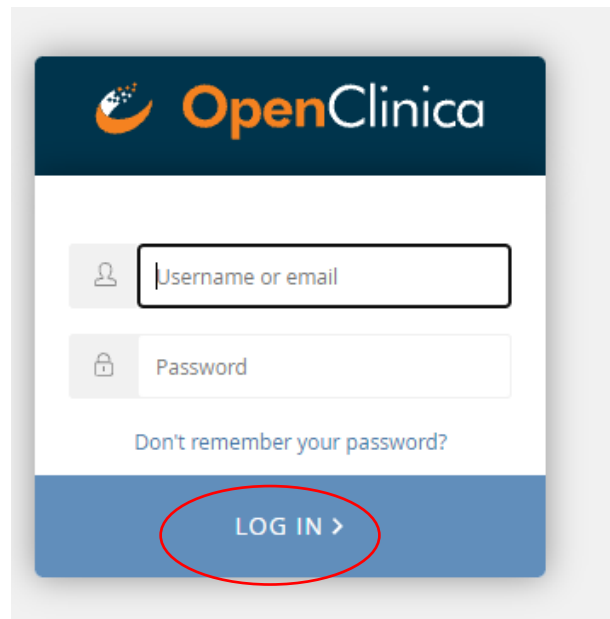 OpenClinica
Username or email
Password
Don't remember your password?
LOG IN >